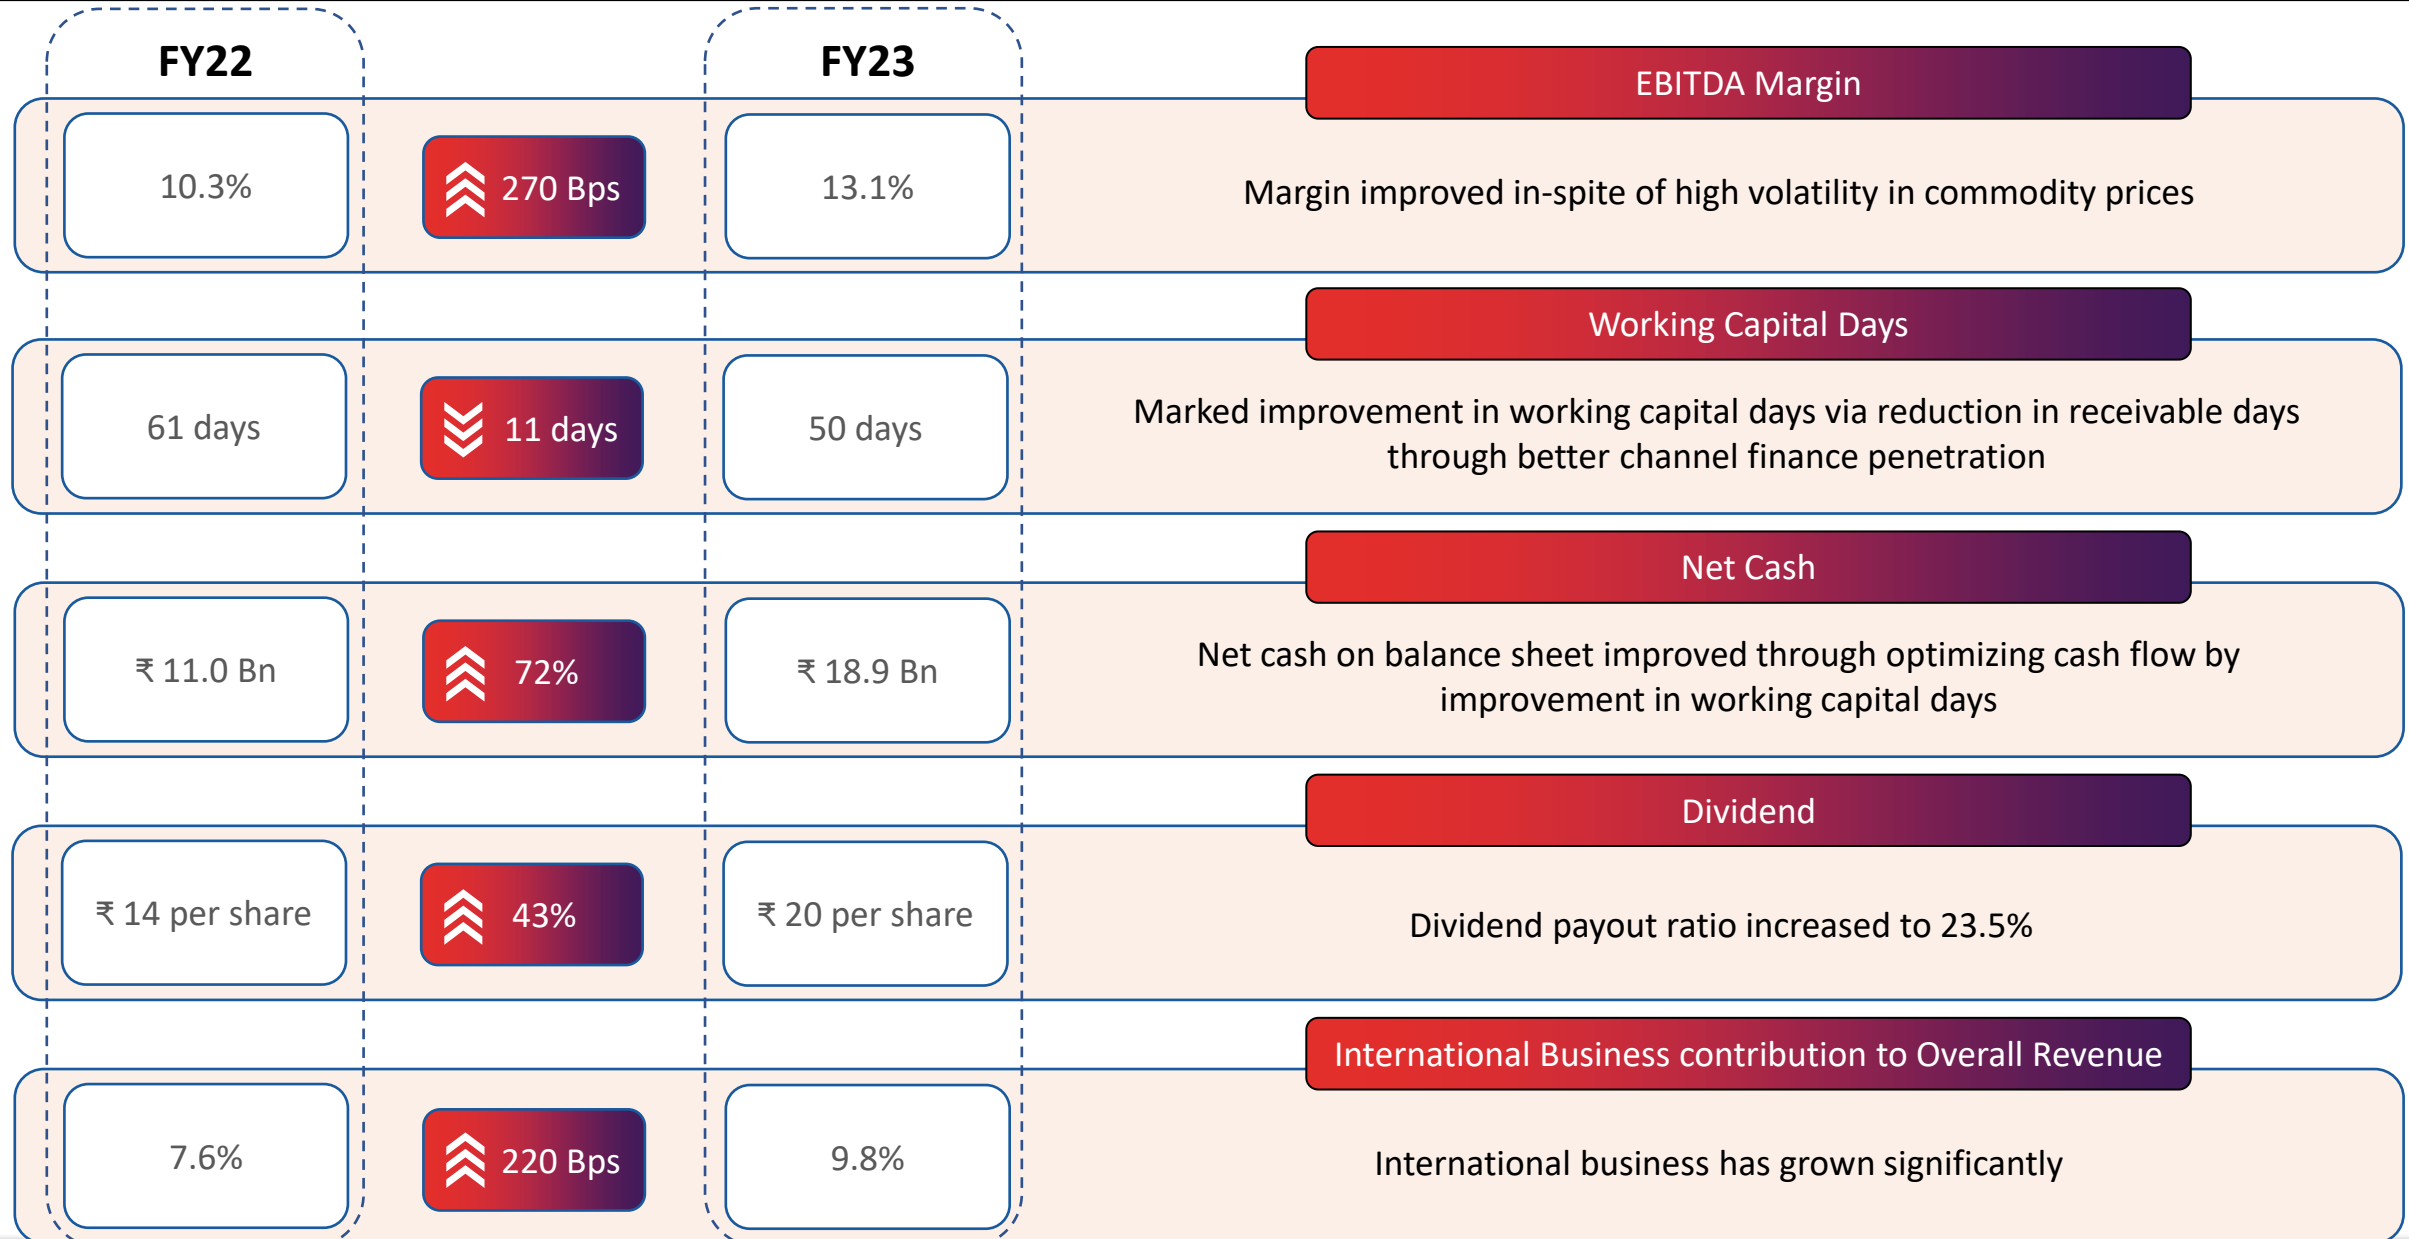 FY22
FY23
EBITDA Margin
10.3%
270 Bps
13.1%
Margin improved in-spite of high volatility in commodity prices
Working Capital Days
61 days
11 days
50 days
Marked improvement in working capital days via reduction in receivable days
through better channel finance penetration
Net Cash
₹ 11.0 Bn
72%
₹ 18.9 Bn
Net cash on balance sheet improved through optimizing cash flow by
improvement in working capital days
Dividend
₹ 14 per share
43%
₹ 20 per share
Dividend payout ratio increased to 23.5%
International Business contribution to Overall Revenue
7.6%
220 Bps
9.8%
International business has grown significantly